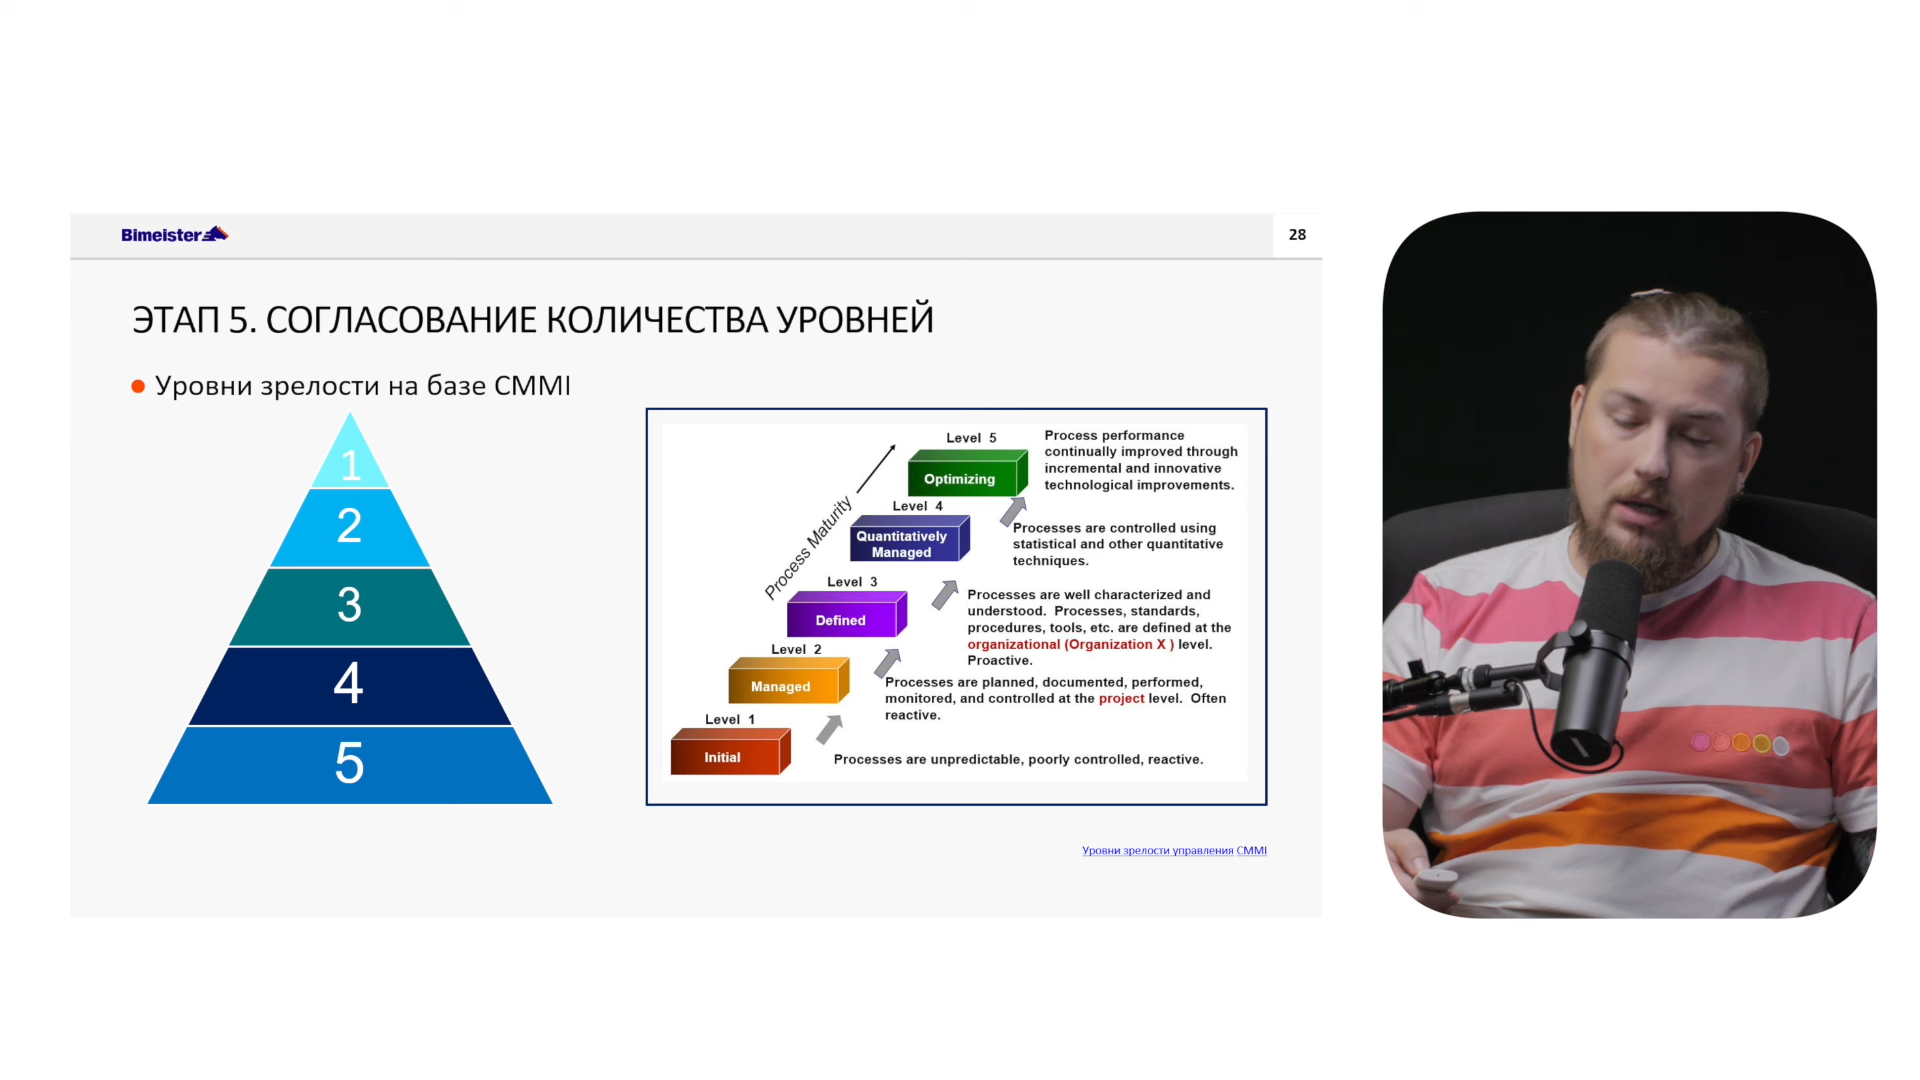 Bimeister
28
ЭТАП 5. СОГЛАСОВАНИЕ КОЛИЧЕСТВА УРОВНЕЙ
Уровни зрелости на базе CMMI
1
2
3
4
5
Process Maturity
Level 5
Optimizing
Process performance
continually improved through
incremental and innovative
technological improvements.
Level 4
Quantitatively
Managed
Processes are controlled using
statistical and other quantitative
techniques.
Level 3
Defined
Processes are well characterized and
understood. Processes, standards,
procedures, tools, etc. are defined at the
organizational (Organization X ) level.
Proactive.
Level 2
Managed
Processes are planned, documented, performed,
monitored, and controlled at the project level. Often
reactive.
Level 1
Initial
Processes are unpredictable, poorly controlled, reactive.
Уровни зрелости управления CMMI